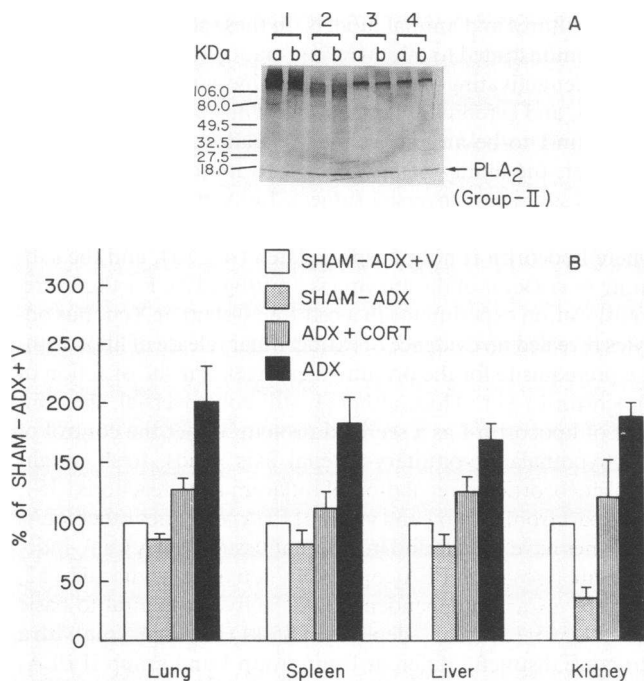 A
1 2 3 4
KDa a b a b a b a b
106.0
80.0
49.5
32.5
27.5
18.0
PLA2
(Group-II)
B
SHAM-ADX+V
SHAM-ADX
ADX+CORT
ADX
% of SHAM-ADX+V
300
250
200
150
100
50
0
Lung Spleen Liver Kidney